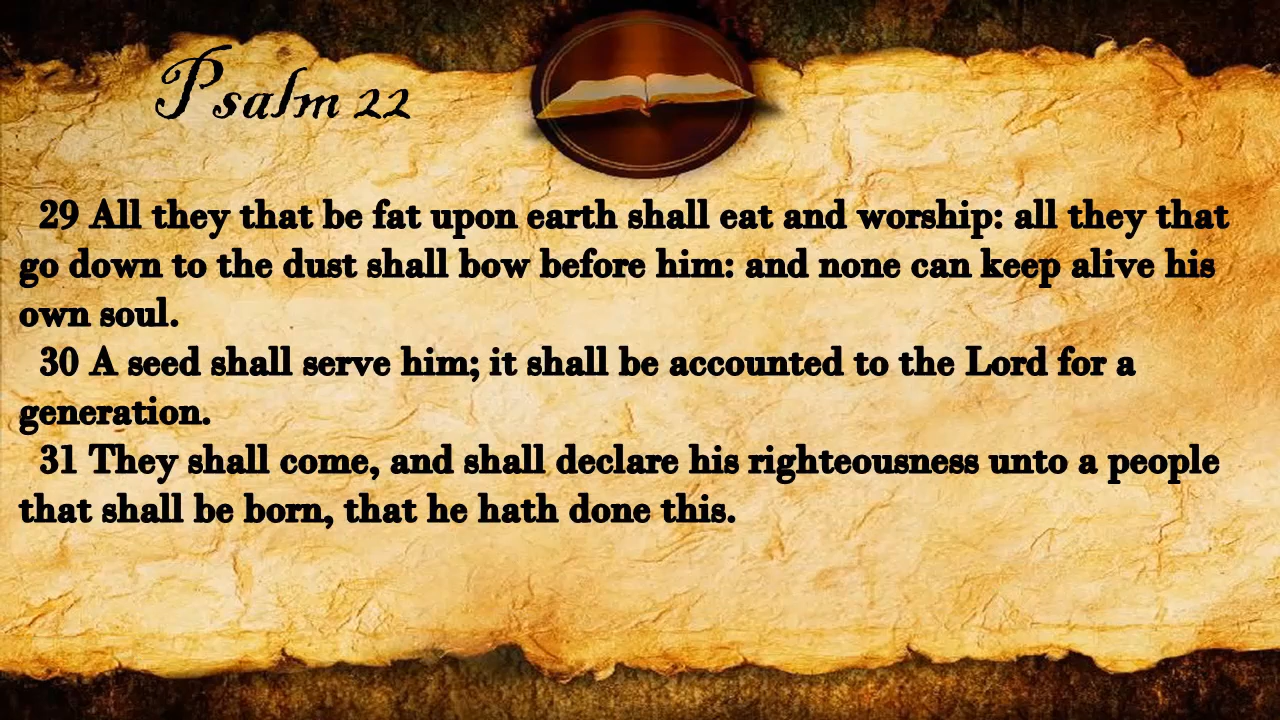 Psalm 22
29 All they that be fat upon earth shall eat and worship: all they that
go down to the dust shall bow before him: and none can keep alive his
own soul.
30 A seed shall serve him; it shall be accounted to the Lord for a
generation.
31 They shall come, and shall declare his righteousness unto a people
that shall be born, that he hath done this.